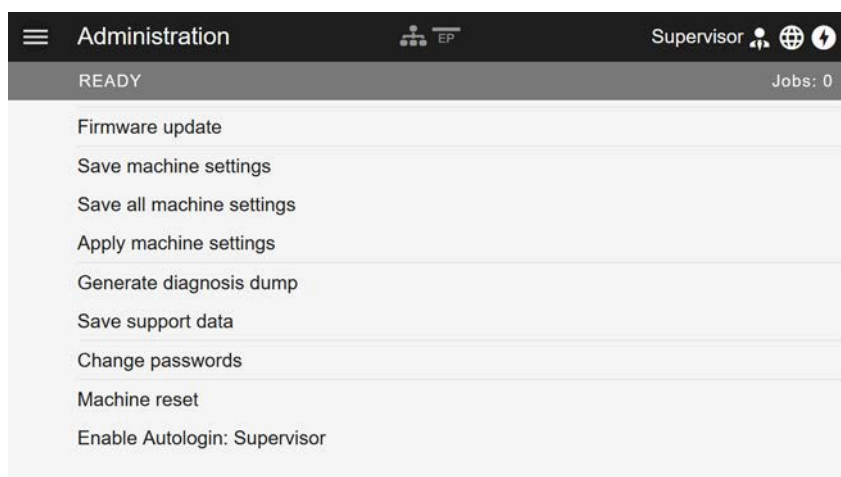 Administration EP Supervisor
READY Jobs: 0
Firmware update
Save machine settings
Save all machine settings
Apply machine settings
Generate diagnosis dump
Save support data
Change passwords
Machine reset
Enable Autologin: Supervisor